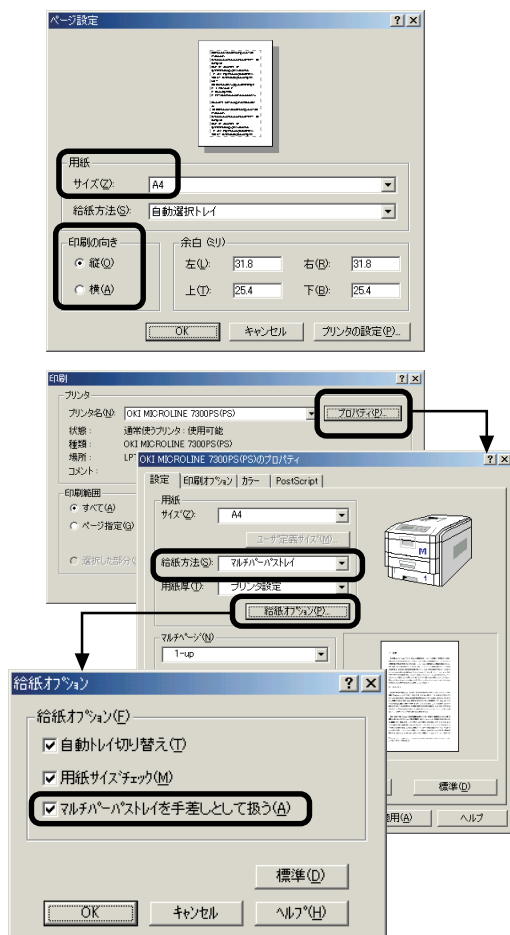 ページ設定
用紙
サイズ(Z): A4
給紙方法(S): 自動選択トレイ
印刷の向き
縦(O)
横(A)
余白 (ミリ)
左(L): 31.8 右(R): 31.8
上(T): 25.4 下(B): 25.4
OK キャンセル プリンタの設定(P)...
印刷
プリンタ
プリンタ名(N): OKI MICROLINE 7300PS(PS) プロパティ(P)...
状態: 通常使うプリンタ : 使用可能
種類: OKI MICROLINE 7300PS(PS)
場所: LPT
コメント:
印刷範囲
すべて(A)
ページ指定(G)
選択した部分(
OKI MICROLINE 7300PS(PS)のプロパティ
設定 印刷オプション カラー PostScript
用紙
サイズ(Z): A4
ユーザ定義サイズ(M)...
給紙方法(S): マルチパーパストレイ
用紙厚(T): プリンタ設定
給紙オプション(P)...
マルチページ(N)
1-up
標準(D)
用(A) ヘルプ
給紙オプション
給紙オプション(F)
自動トレイ切り替え(T)
用紙サイズチェック(M)
マルチパーパストレイを手差しとして扱う(A)
標準(D)
OK キャンセル ヘルプ(H)